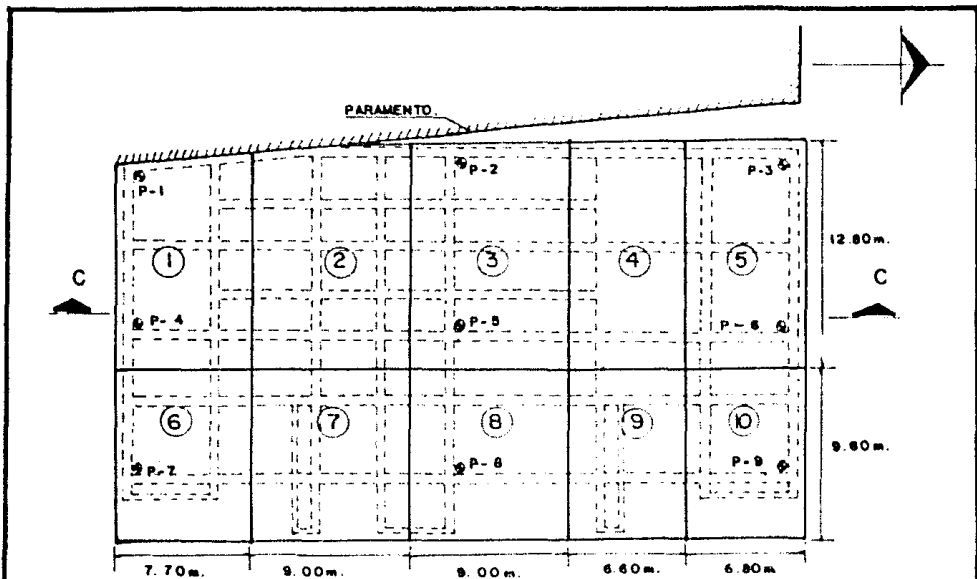 PARAMENTO.
P-1
P-2
P-3
12.80m.
1
2
3
4
5
C
C
P-4
P-5
P-6
6
7
8
9
10
9.60m.
P-7
P-8
P-9
7.70m.
9.00m.
9.00m.
6.60m.
6.80m.